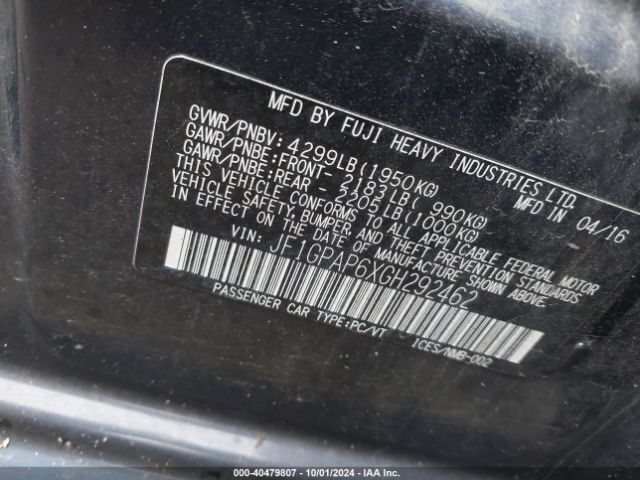 MFD BY FUJI HEAVY INDUSTRIES LTD.
GVWR/PNBV: 4299LB(1950KG) MFD IN 04/16
GAWR/PNBE:FRONT- 2183LB( 990KG)
GAWR/PNBE:REAR - 2205LB(1000KG)
THIS VEHICLE CONFORMS TO ALL APPLICABLE FEDERAL MOTOR
VEHICLE SAFETY, BUMPER, AND THEFT PREVENTION STANDARDS
IN EFFECT ON THE DATE OF MANUFACTURE SHOWN ABOVE.
VIN: JF1GPAP6XGH292462
PASSENGER CAR TYPE:PC/VT ICES/NMB-002
000-40479807 - 10/01/2024 - IAA Inc.